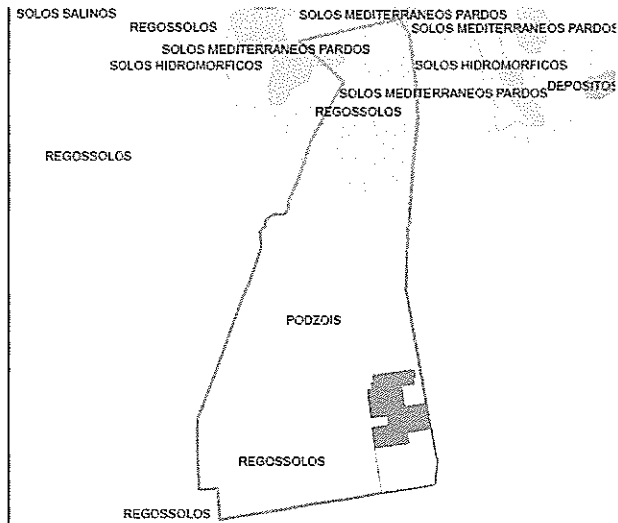 SOLOS SALINOS
SOLOS MEDITERRANEOS PARDOS
REGOSSOLOS
SOLOS MEDITERRANEOS PARDOS
SOLOS MEDITERRANEOS PARDOS
SOLOS HIDROMORFICOS
SOLOS HIDROMORFICOS
DEPOSITOS
SOLOS MEDITERRANEOS PARDOS
REGOSSOLOS
REGOSSOLOS
PODZOIS
REGOSSOLOS
REGOSSOLOS